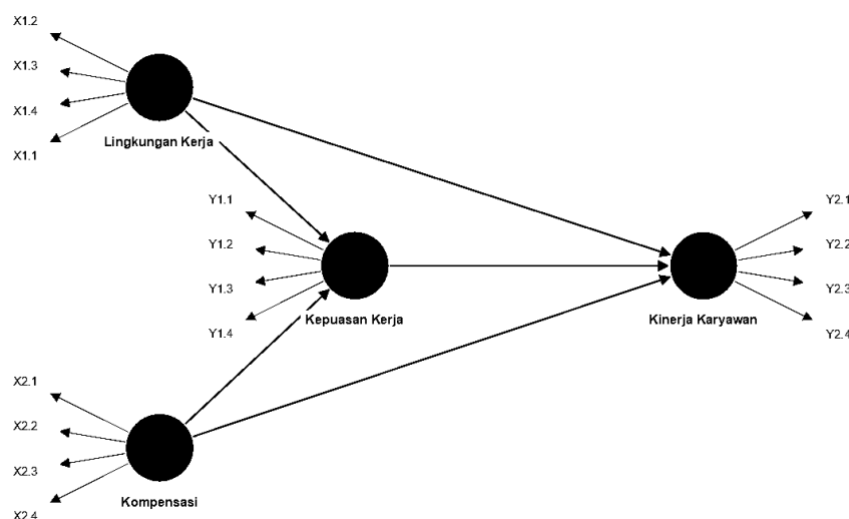 X1.2
X1.3
X1.4
X1.1
Lingkungan Kerja
Y1.1
Y1.2
Y1.3
Y1.4
Kepuasan Kerja
Y2.1
Y2.2
Y2.3
Y2.4
Kinerja Karyawan
X2.1
X2.2
X2.3
X2.4
Kompensasi